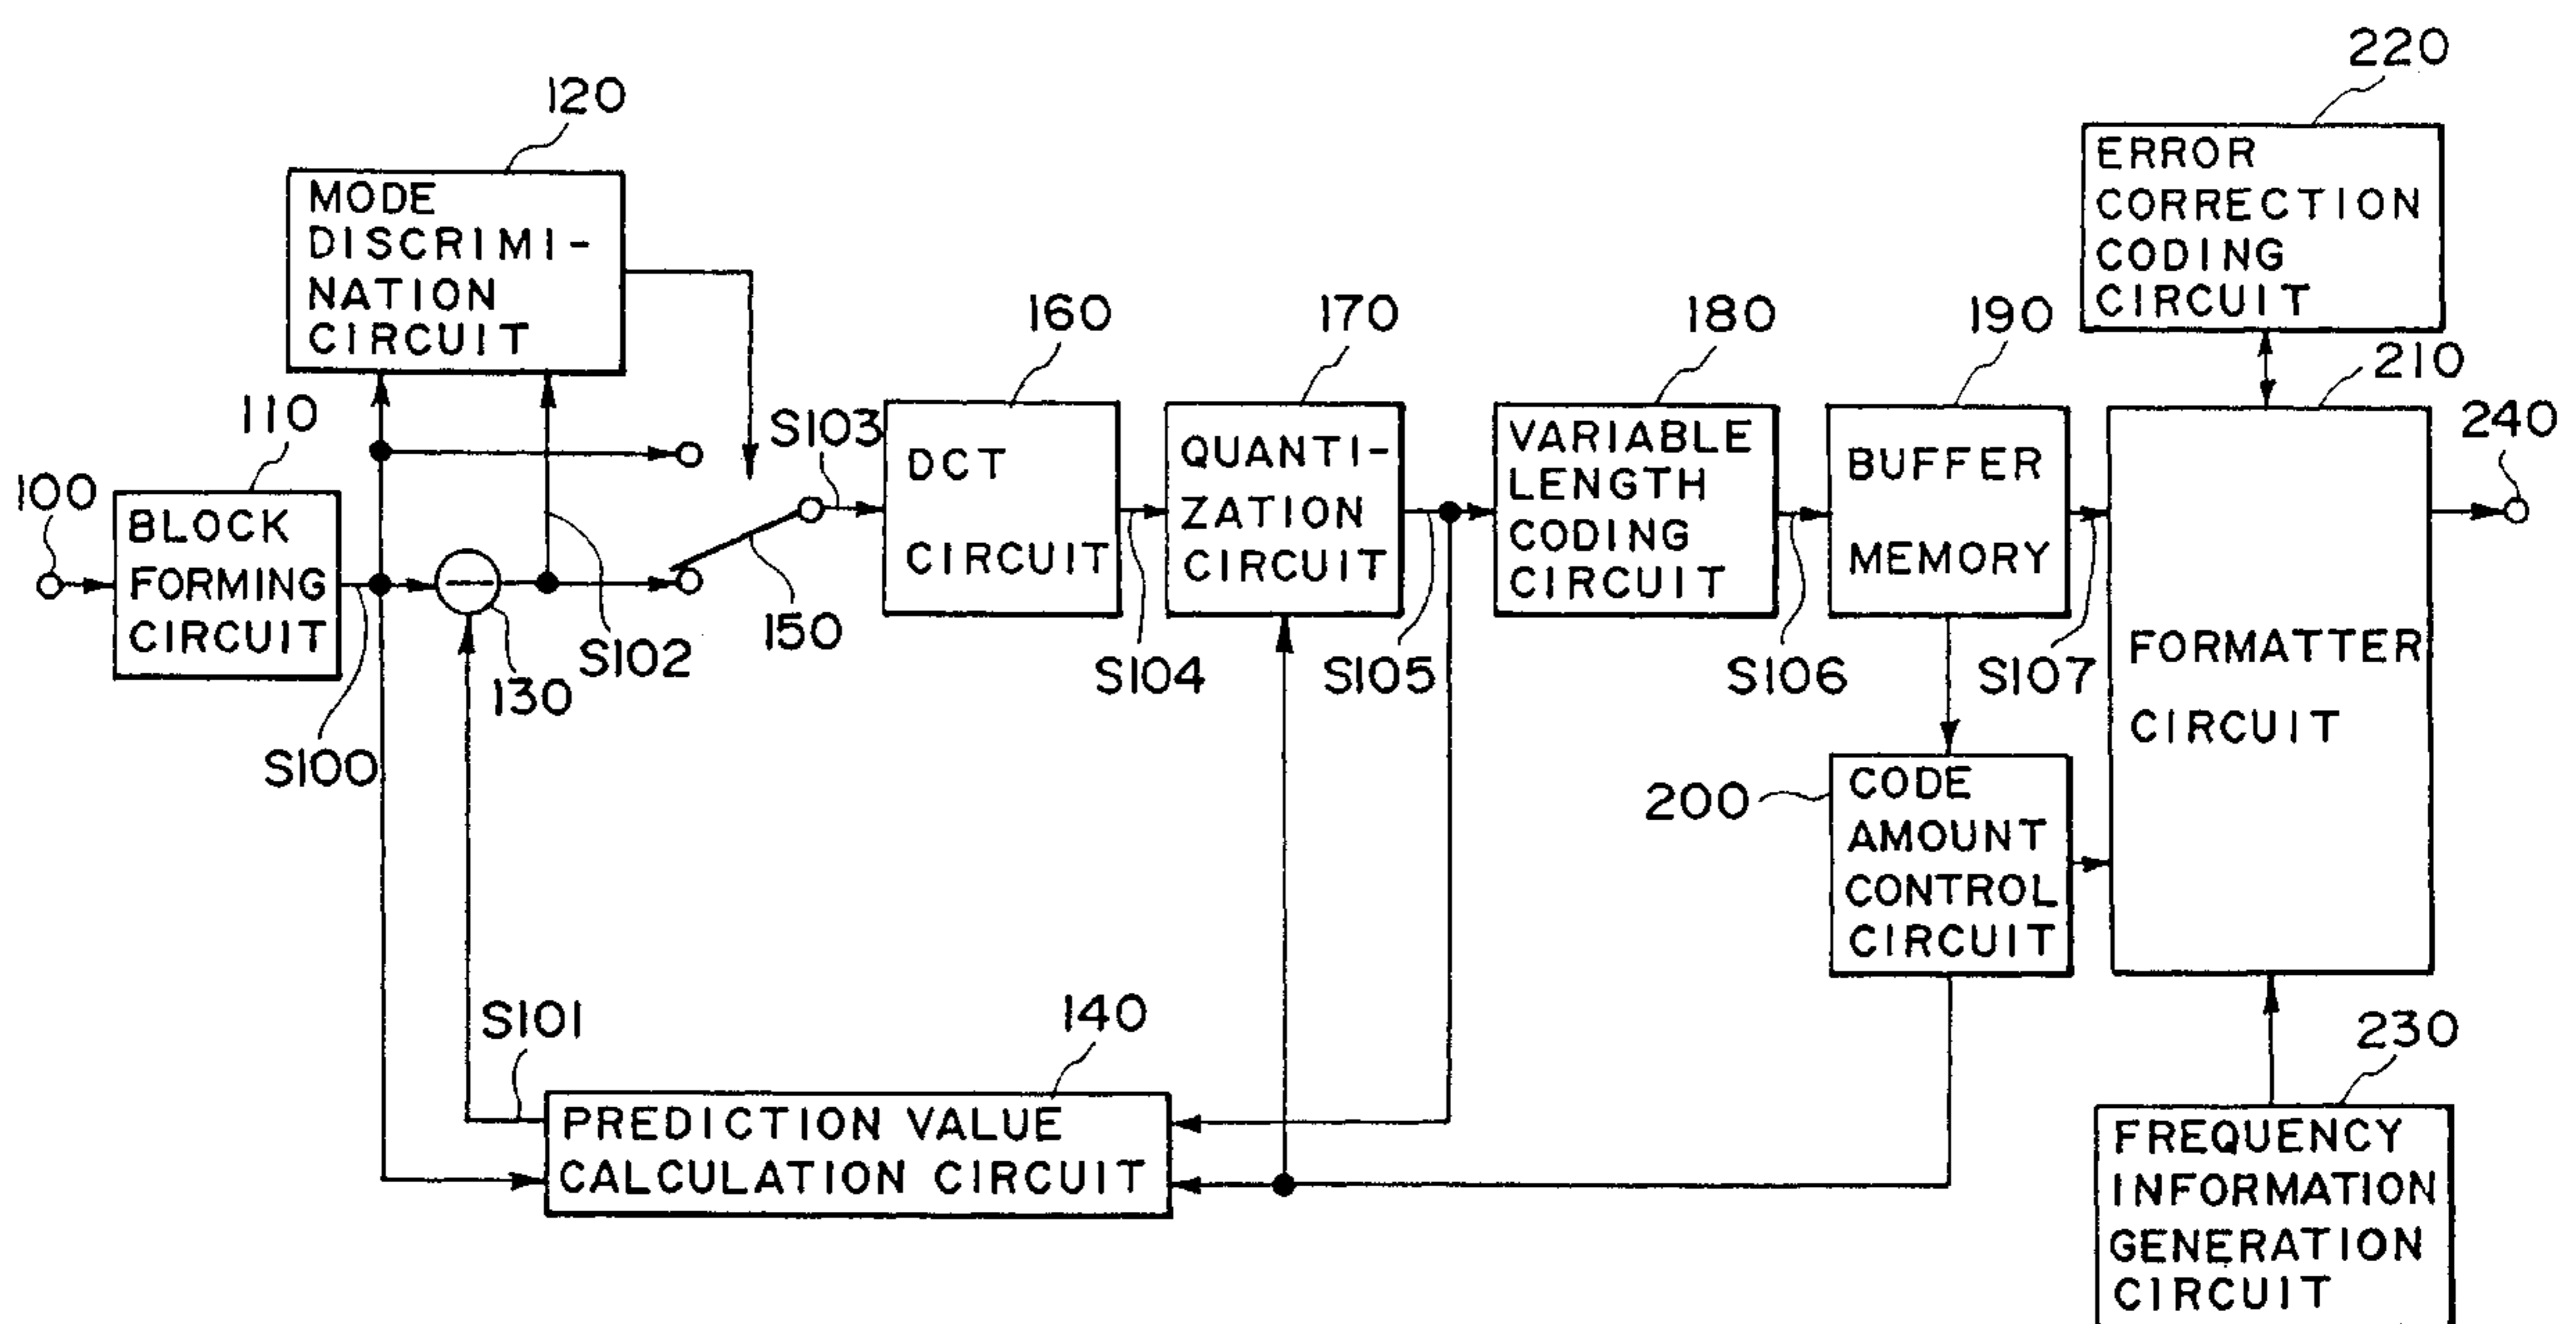 220
120
ERROR
CORRECTION
CODING
CIRCUIT
MODE
DISCRIMI-
NATION
CIRCUIT
160
170
180
190
210
110
S103
240
100
BLOCK
FORMING
CIRCUIT
DCT
CIRCUIT
QUANTI-
ZATION
CIRCUIT
VARIABLE
LENGTH
CODING
CIRCUIT
BUFFER
MEMORY
FORMATTER
CIRCUIT
150
S102
130
S104
S105
S106
S107
S100
200
CODE
AMOUNT
CONTROL
CIRCUIT
S101
140
230
PREDICTION VALUE
CALCULATION CIRCUIT
FREQUENCY
INFORMATION
GENERATION
CIRCUIT